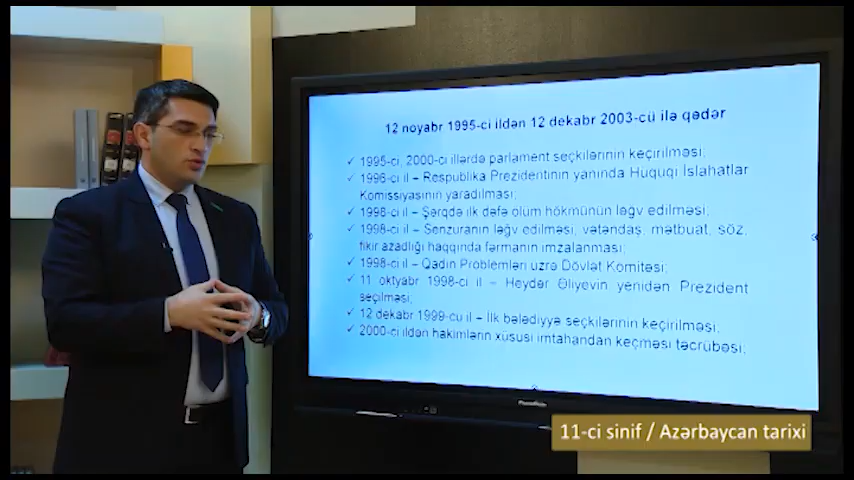 12 noyabr 1995-ci ildən 12 dekabr 2003-cü ilə qədər
✓ 1995-ci, 2000-ci illərdə parlament seçkilərinin keçirilməsi;
✓ 1996-cı il – Respublika Prezidentinin yanında Huquqi İslahatlar
Komissiyasının yaradılması;
✓ 1998-ci il – Şərqdə ilk dəfə ölüm hökmünün ləğv edilməsi;
✓ 1998-ci il – Senzuranın ləğv edilməsi, vətəndaş, mətbuat, söz,
fikir azadlığı haqqında fərmanın imzalanması;
✓ 1998-ci il – Qadın Problemləri üzrə Dövlət Komitəsi;
✓ 11 oktyabr 1998-ci il – Heydər Əliyevin yenidən Prezident
seçilməsi;
✓ 12 dekabr 1999-cu il – İlk bələdiyyə seçkilərinin keçirilməsi;
✓ 2000-ci ildən hakimlərin xüsusi imtahandan keçməsi təcrübəsi;
11-ci sinif / Azərbaycan tarixi